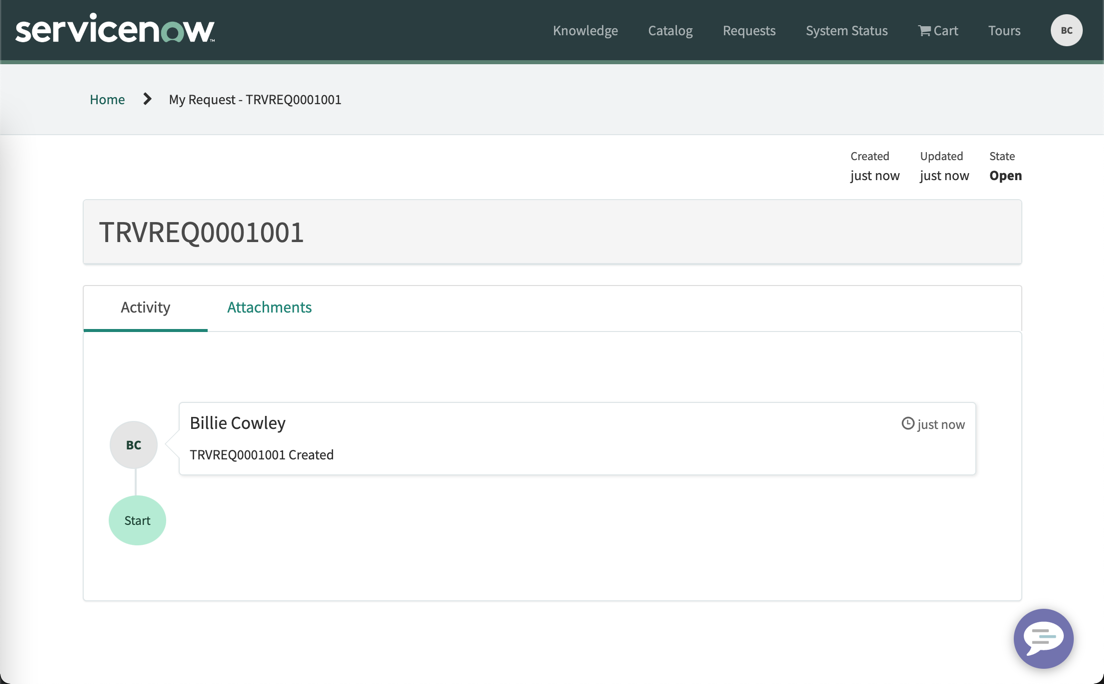 servicenow™
Knowledge Catalog Requests System Status Cart Tours BC
Home My Request - TRVREQ0001001
Created Updated State
just now just now Open
TRVREQ0001001
Activity Attachments
Billie Cowley just now
BC
TRVREQ0001001 Created
Start